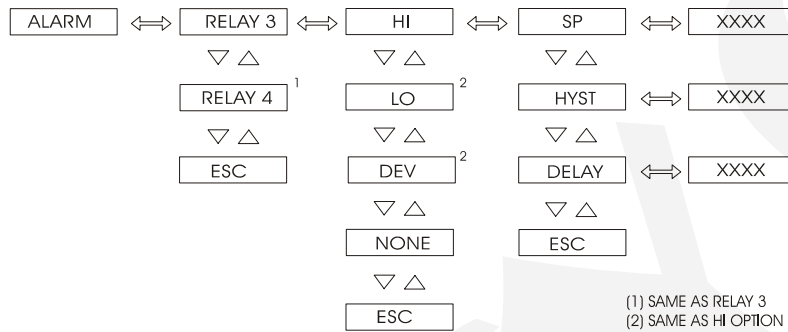 ALARM RELAY 3 HI SP XXXX
RELAY 4 1 LO 2 HYST XXXX
ESC DEV 2 DELAY XXXX
NONE ESC
ESC
(1) SAME AS RELAY 3
(2) SAME AS HI OPTION